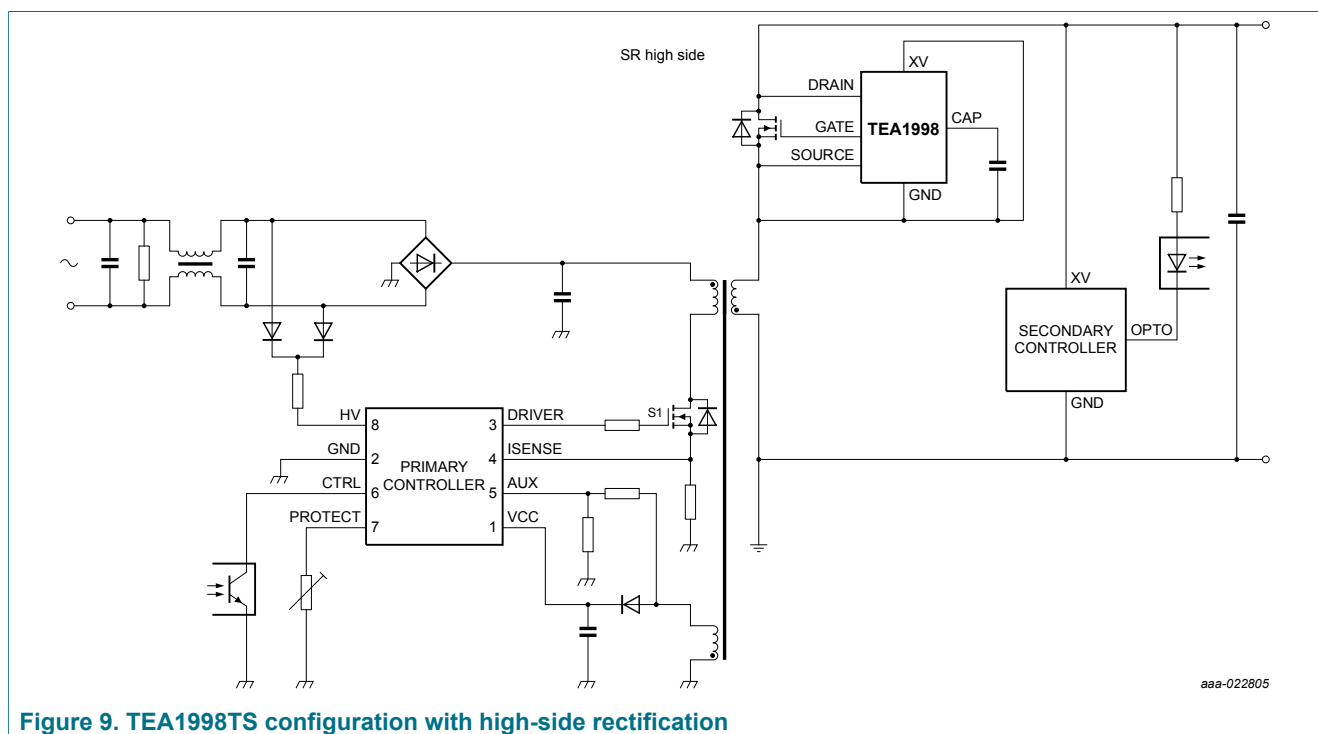 SR high side
XV
DRAIN
GATE
TEA1998
CAP
SOURCE
GND
XV
SECONDARY
CONTROLLER
OPTO
GND
S1
HV
8
3
DRIVER
GND
2
4
ISENSE
PRIMARY
CONTROLLER
CTRL
6
5
AUX
PROTECT
7
1
VCC
aaa-022805
Figure 9. TEA1998TS configuration with high-side rectification